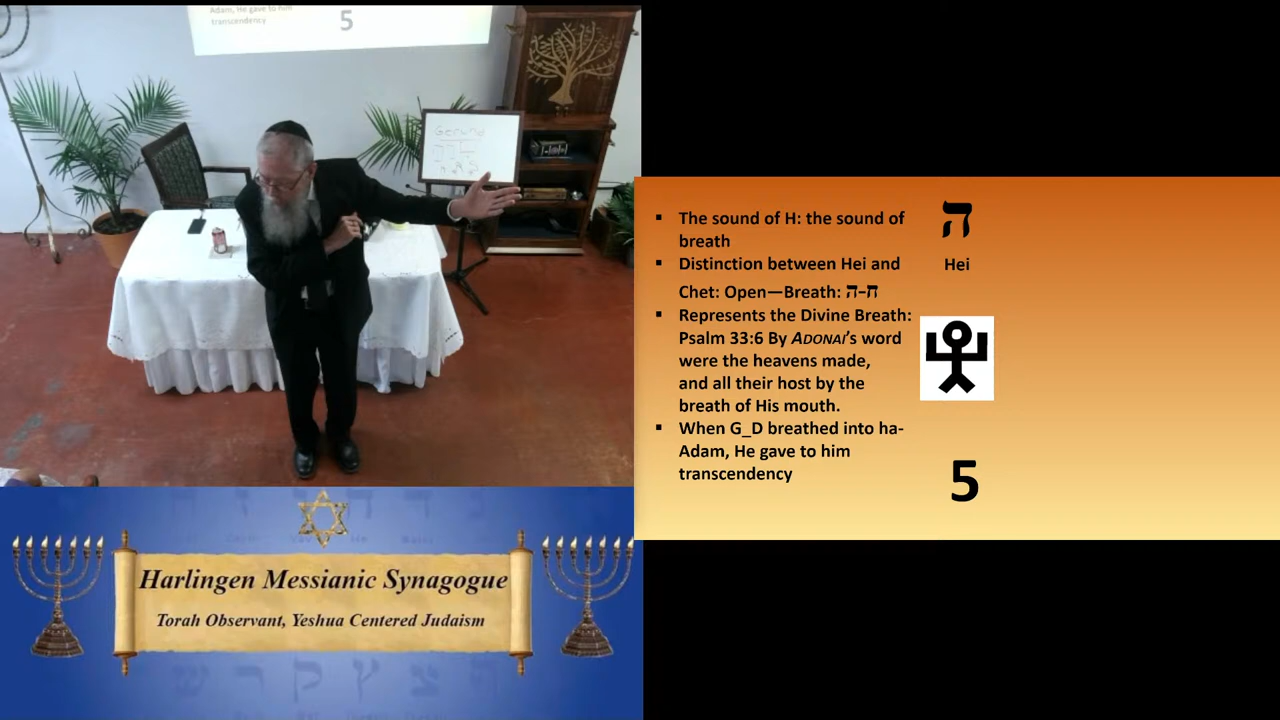 Adam, He gave to him
transcendency
5
Gerund
▪ The sound of H: the sound of
breath
▪ Distinction between Hei and
Chet: Open—Breath: ח-ה
▪ Represents the Divine Breath:
Psalm 33:6 By ADONAI's word
were the heavens made,
and all their host by the
breath of His mouth.
▪ When G_D breathed into ha-
Adam, He gave to him
transcendency
ה
Hei
5
Harlingen Messianic Synagogue
Torah Observant, Yeshua Centered Judaism